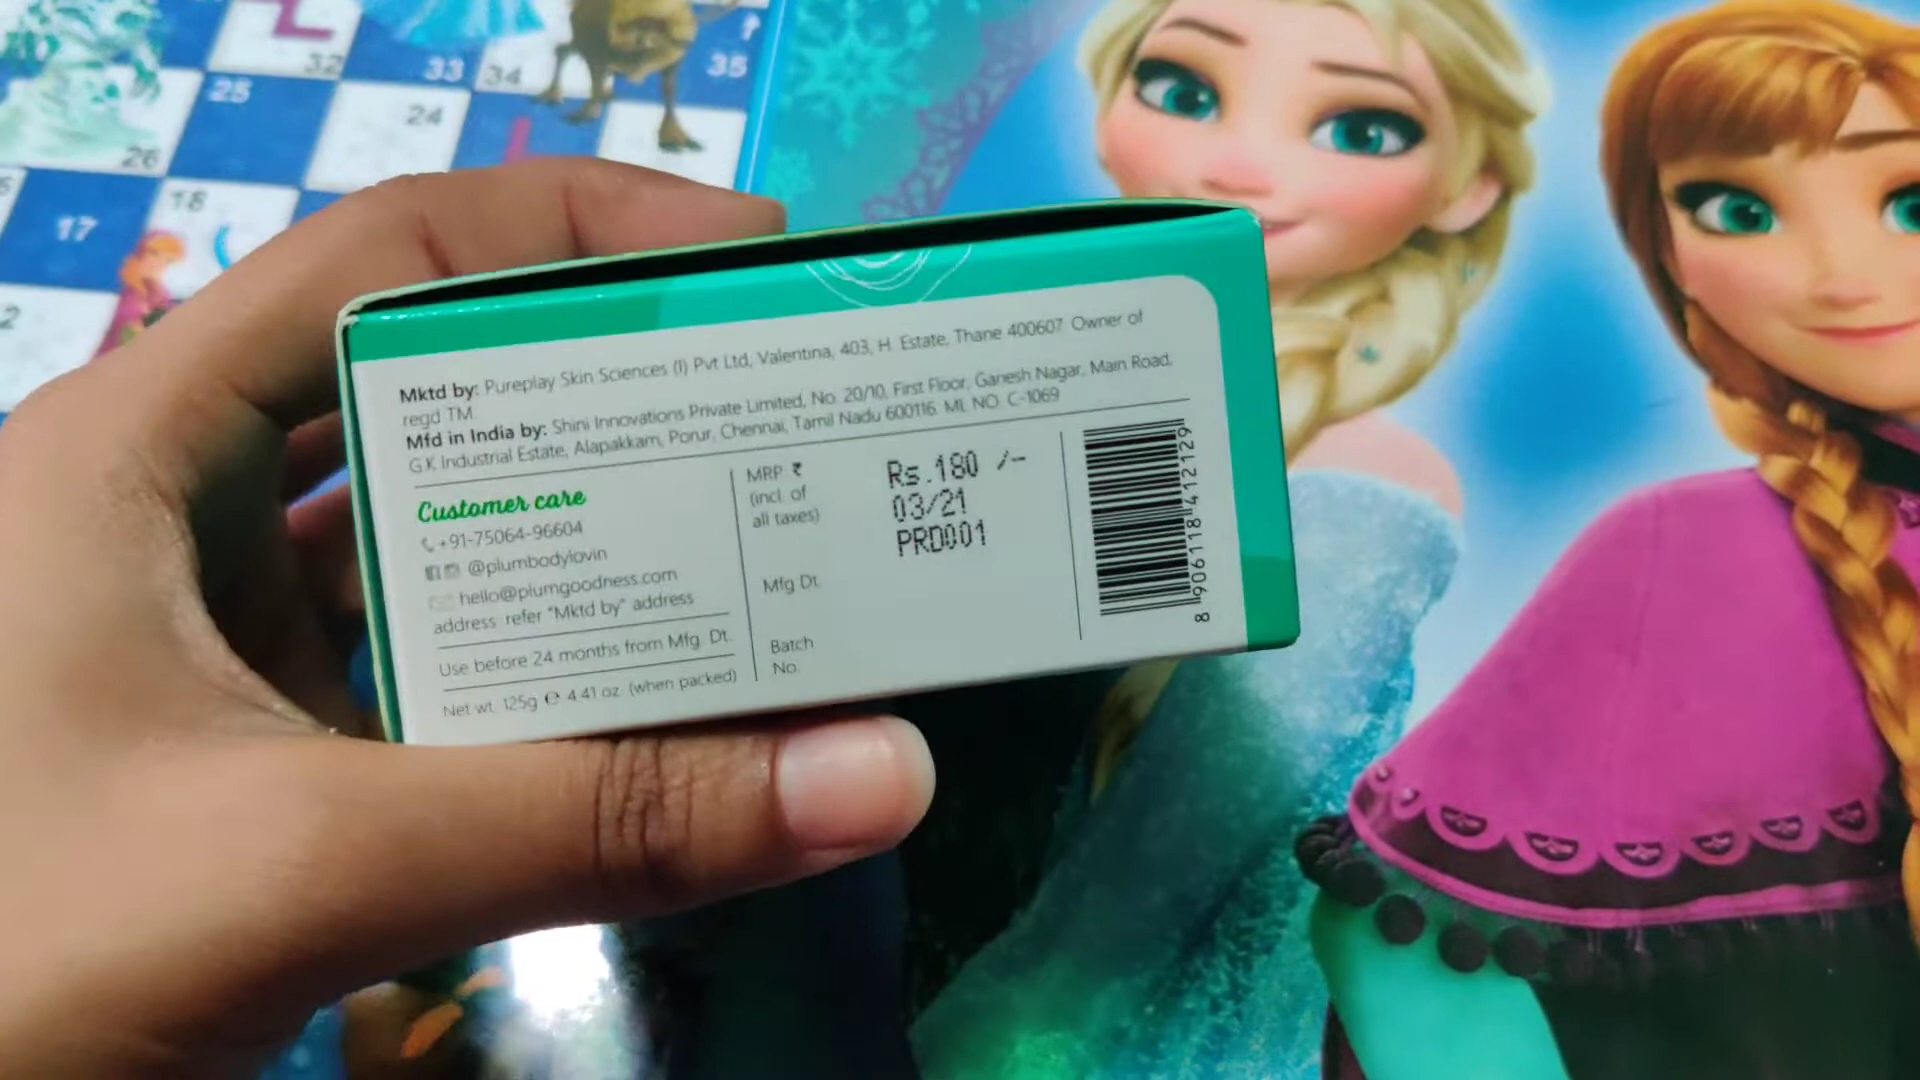 32
33
34
35
25
24
26
18
17
2
Mktd by: Pureplay Skin Sciences (I) Pvt Ltd, Valentina, 403, H. Estate, Thane 400607. Owner of
regd TM.
Mfd in India by: Shini Innovations Private Limited, No. 20/10, First Floor, Ganesh Nagar, Main Road,
G.K Industrial Estate, Alapakkam, Porur, Chennai, Tamil Nadu 600116. ML NO. C-1069
Customer care
+91-75064-96604
@plumbodylovin
hello@plumgoodness.com
address: refer "Mktd by" address
Use before 24 months from Mfg. Dt.
Net wt. 125g ℮ 4.41 oz. (when packed)
MRP ₹
(incl. of
all taxes)
Mfg Dt.
Batch
No.
Rs.180 /-
03/21
PRD001
8 906118 412129